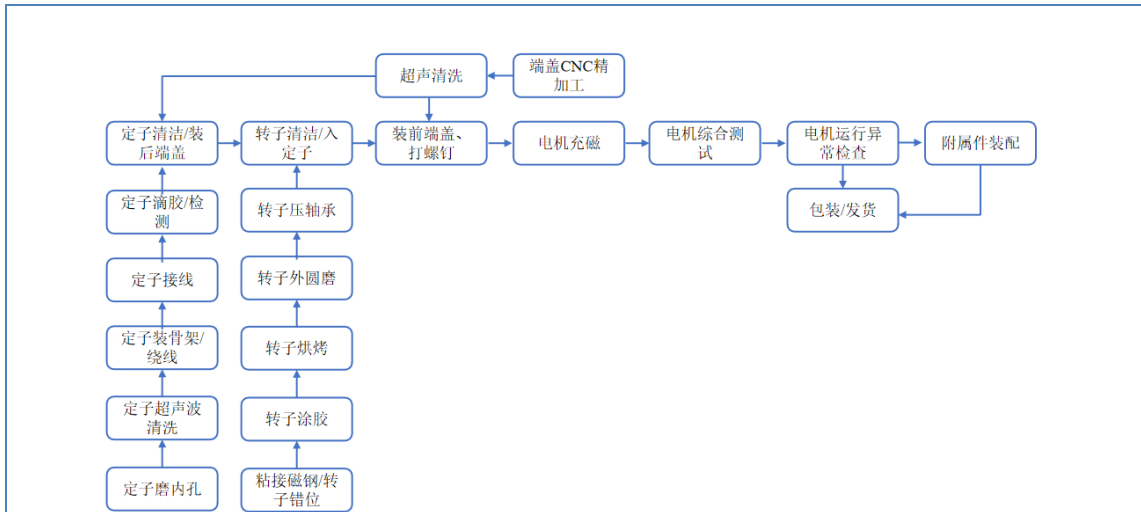 超声清洗
端盖CNC精
加工
定子清洁/装
后端盖
转子清洁/入
定子
装前端盖、
打螺钉
电机充磁
电机综合测
试
电机运行异
常检查
附属件装配
定子滴胶/检
测
转子压轴承
包装/发货
定子接线
转子外圆磨
定子装骨架/
绕线
转子烘烤
定子超声波
清洗
转子涂胶
定子磨内孔
粘接磁钢/转
子错位